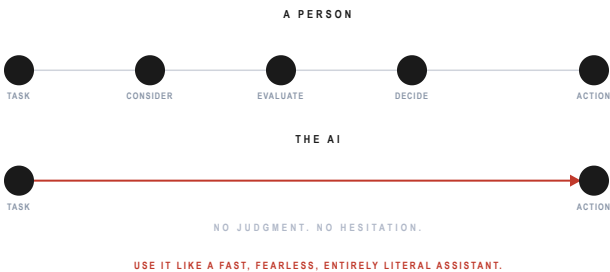 A PERSON
TASK CONSIDER EVALUATE DECIDE ACTION
THE AI
TASK ACTION
NO JUDGMENT. NO HESITATION.
USE IT LIKE A FAST, FEARLESS, ENTIRELY LITERAL ASSISTANT.